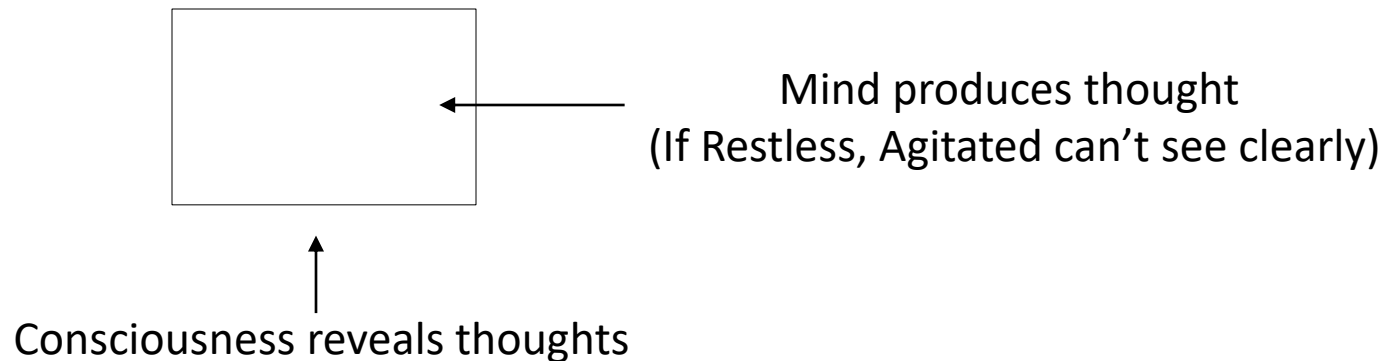 Mind produces thought
(If Restless, Agitated can’t see clearly)
Consciousness reveals thoughts